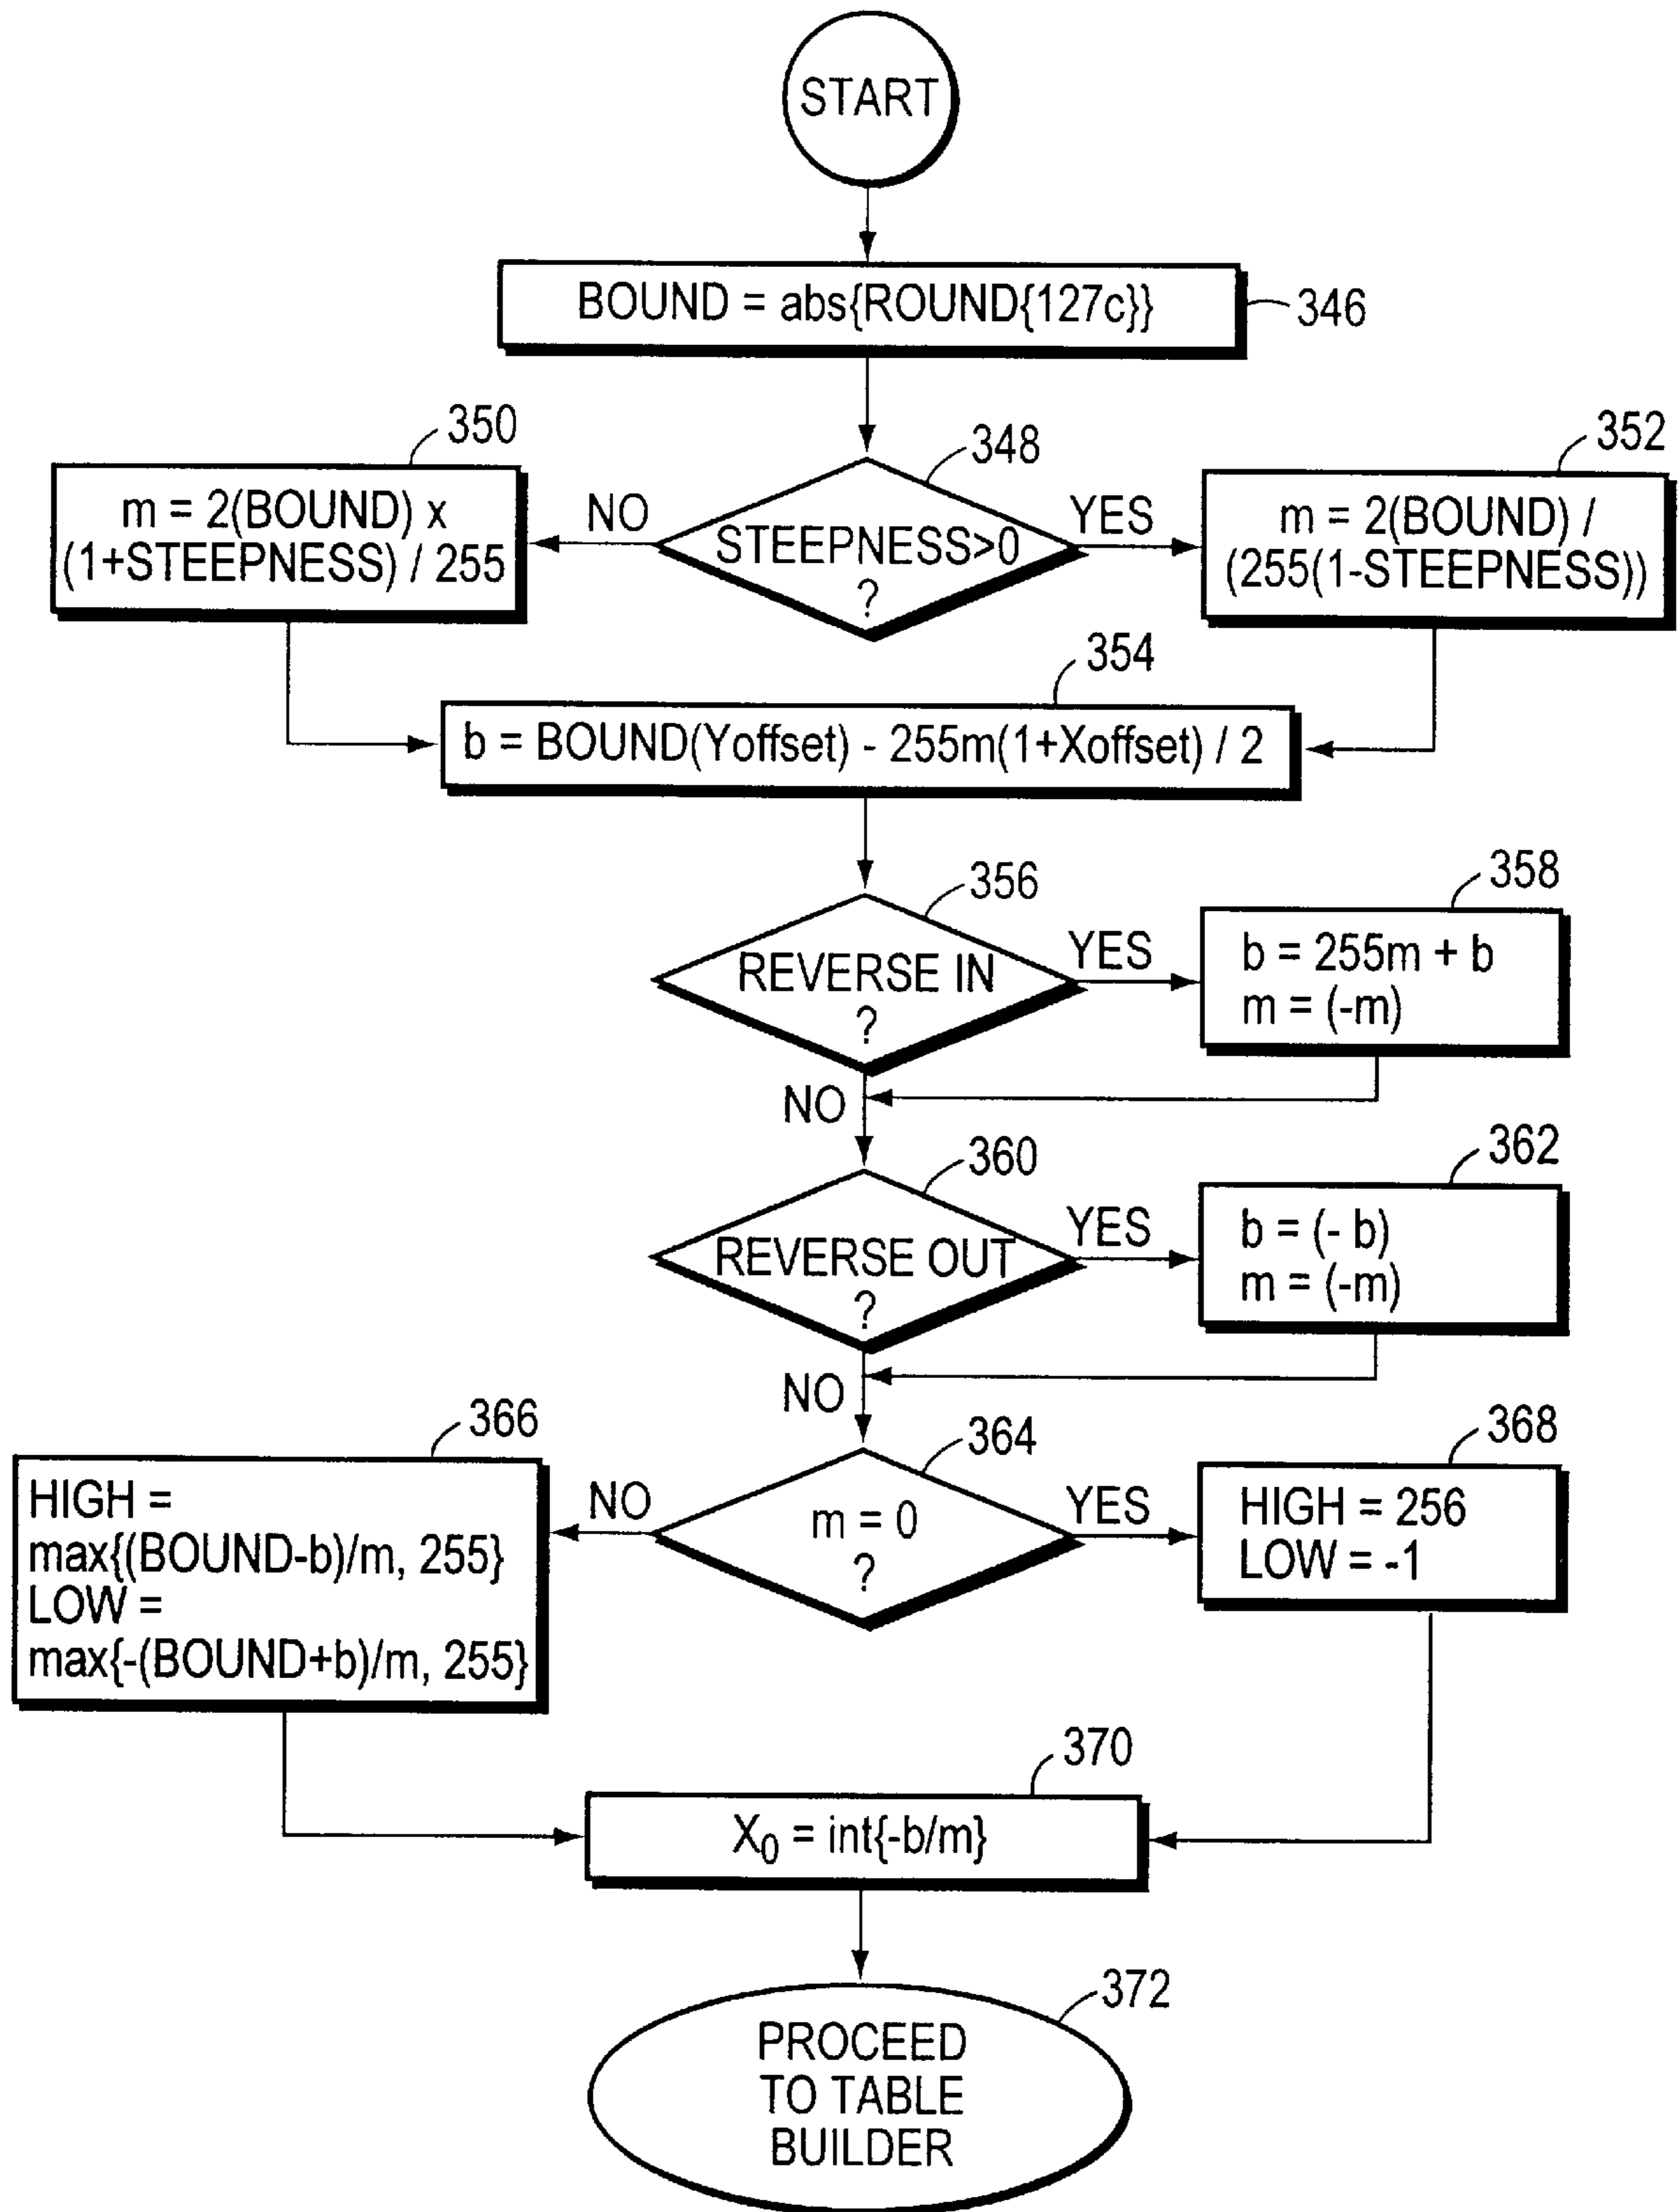 START
BOUND = abs{ROUND{127c}}
346
350
348
352
m = 2(BOUND) x
(1+STEEPNESS) / 255
NO
STEEPNESS>0
?
YES
m = 2(BOUND) /
(255(1-STEEPNESS))
354
b = BOUND(Yoffset) - 255m(1+Xoffset) / 2
356
358
REVERSE IN
?
YES
b = 255m + b
m = (-m)
NO
360
362
REVERSE OUT
?
YES
b = (- b)
m = (-m)
NO
366
364
368
HIGH =
max{(BOUND-b)/m, 255}
LOW =
max{-(BOUND+b)/m, 255}
NO
m = 0
?
YES
HIGH = 256
LOW = -1
370
X₀ = int{-b/m}
372
PROCEED
TO TABLE
BUILDER